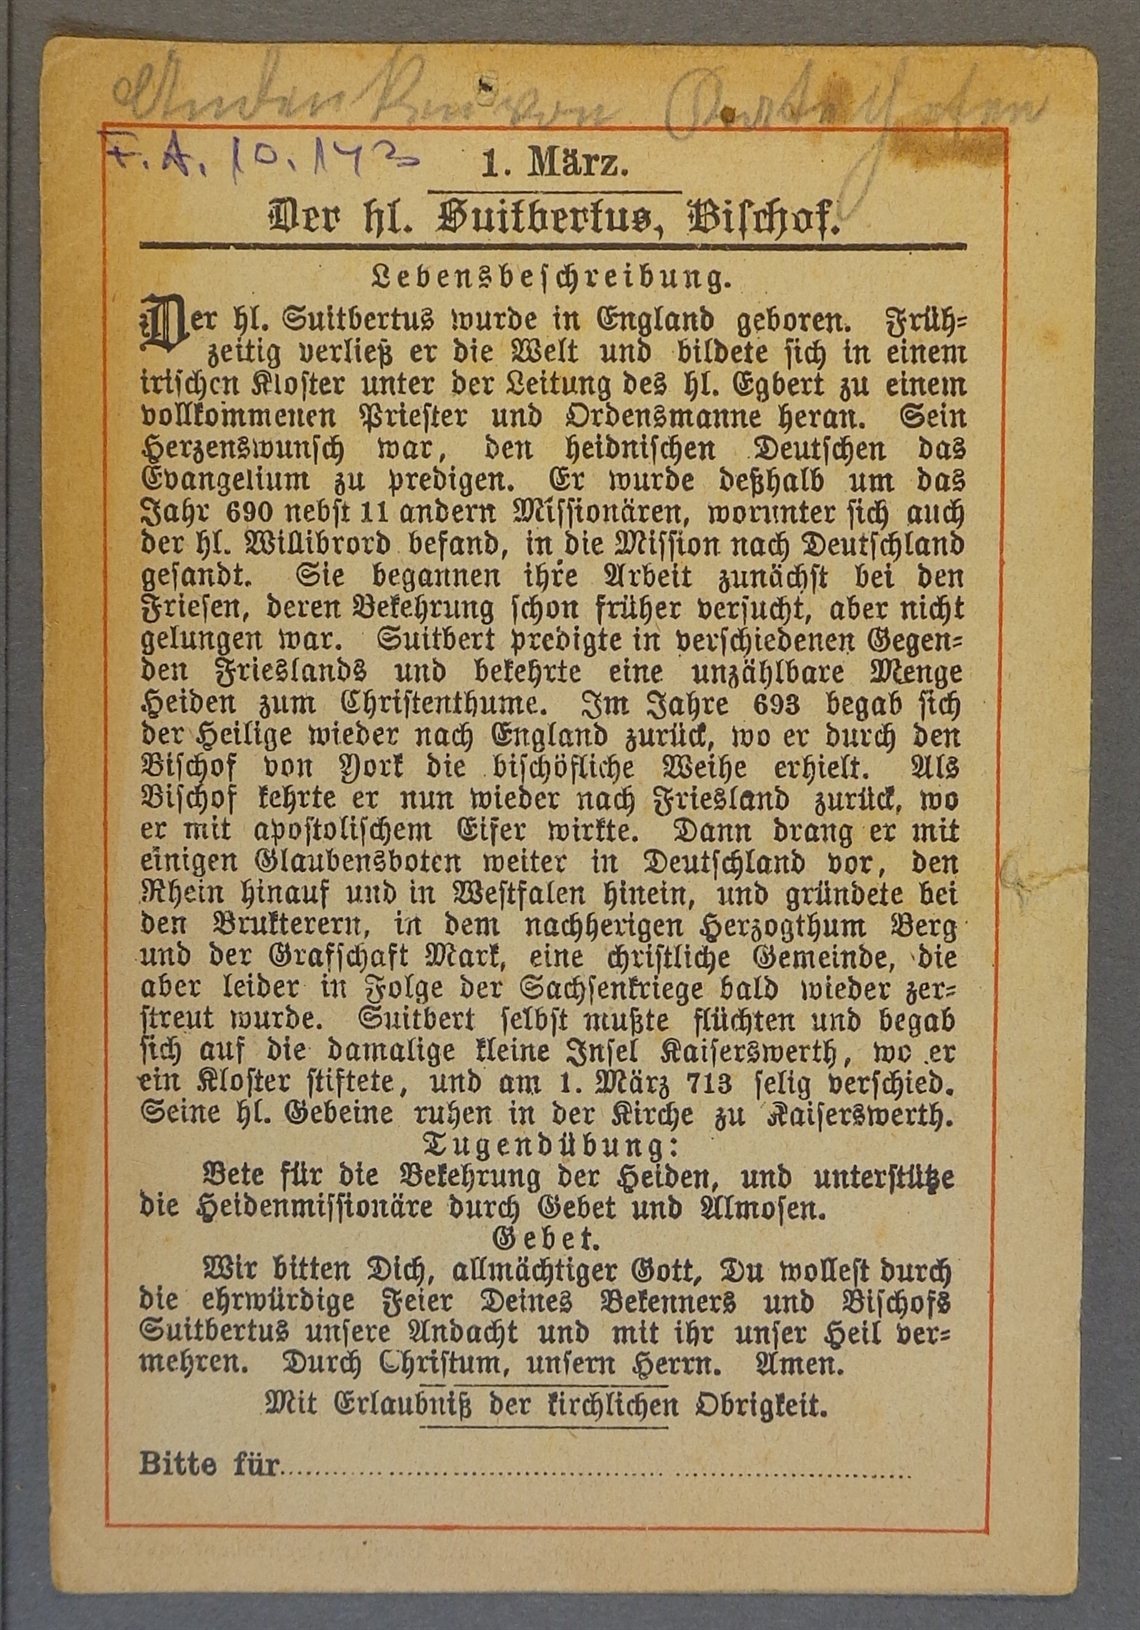 Andenken von
F. A. 10. 143
1. März.
Der hl. Suitbertus, Bischof.
Lebensbeschreibung.
Der hl. Suitbertus wurde in England geboren. Früh-
zeitig verließ er die Welt und bildete sich in einem
irischen Kloster unter der Leitung des hl. Egbert zu einem
vollkommenen Priester und Ordensmanne heran. Sein
Herzenswunsch war, den heidnischen Deutschen das
Evangelium zu predigen. Er wurde deßhalb um das
Jahr 690 nebst 11 andern Missionären, worunter sich auch
der hl. Willibrord befand, in die Mission nach Deutschland
gesandt. Sie begannen ihre Arbeit zunächst bei den
Friesen, deren Bekehrung schon früher versucht, aber nicht
gelungen war. Suitbert predigte in verschiedenen Gegen-
den Frieslands und bekehrte eine unzählbare Menge
Heiden zum Christenthume. Im Jahre 693 begab sich
der Heilige wieder nach England zurück, wo er durch den
Bischof von York die bischöfliche Weihe erhielt. Als
Bischof kehrte er nun wieder nach Friesland zurück, wo
er mit apostolischem Eifer wirkte. Dann drang er mit
einigen Glaubensboten weiter in Deutschland vor, den
Rhein hinauf und in Westfalen hinein, und gründete bei
den Brukterern, in dem nachherigen Herzogthum Berg
und der Grafschaft Mark, eine christliche Gemeinde, die
aber leider in Folge der Sachsenkriege bald wieder zer-
streut wurde. Suitbert selbst mußte flüchten und begab
sich auf die damalige kleine Insel Kaiserswerth, wo er
ein Kloster stiftete, und am 1. März 713 selig verschied.
Seine hl. Gebeine ruhen in der Kirche zu Kaiserswerth.
Tugendübung:
Bete für die Bekehrung der Heiden, und unterstütze
die Heidenmissionäre durch Gebet und Almosen.
Gebet.
Wir bitten Dich, allmächtiger Gott, Du wollest durch
die ehrwürdige Feier Deines Bekenners und Bischofs
Suitbertus unsere Andacht und mit ihr unser Heil ver-
mehren. Durch Christum, unsern Herrn. Amen.
Mit Erlaubniß der kirchlichen Obrigkeit.
Bitte für